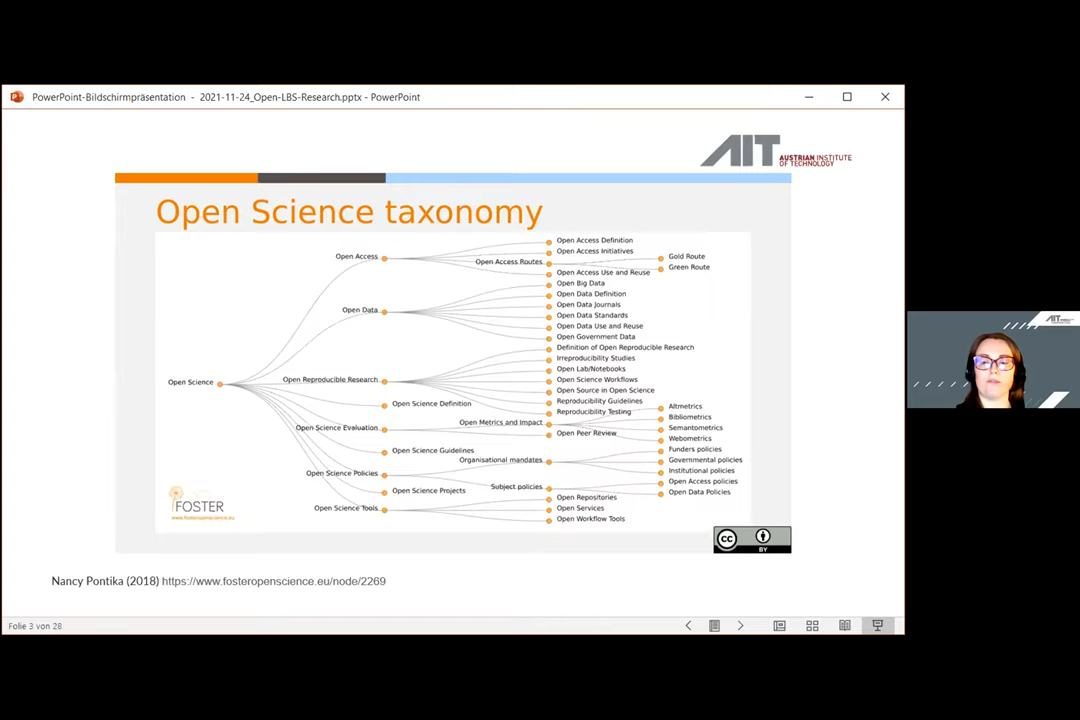 PowerPoint-Bildschirmpräsentation - 2021-11-24_Open-LBS-Research.pptx - PowerPoint
AIT AUSTRIAN INSTITUTE
OF TECHNOLOGY
Open Science taxonomy
Open Science
Open Access
Open Access Definition
Open Access Initiatives
Open Access Routes
Gold Route
Green Route
Open Access Use and Reuse
Open Data
Open Big Data
Open Data Definition
Open Data Journals
Open Data Standards
Open Data Use and Reuse
Open Government Data
Open Reproducible Research
Definition of Open Reproducible Research
Irreproducibility Studies
Open Lab/Notebooks
Open Science Workflows
Open Source in Open Science
Reproducibility Guidelines
Reproducibility Testing
Open Science Definition
Open Science Evaluation
Open Metrics and Impact
Altmetrics
Bibliometrics
Semantometrics
Webometrics
Open Peer Review
Open Science Guidelines
Open Science Policies
Organisational mandates
Funders policies
Governmental policies
Institutional policies
Subject policies
Open Access policies
Open Data Policies
Open Science Projects
Open Science Tools
Open Repositories
Open Services
Open Workflow Tools
FOSTER
www.fosteropenscience.eu
CC BY
Nancy Pontika (2018) https://www.fosteropenscience.eu/node/2269
Folie 3 von 28
AIT